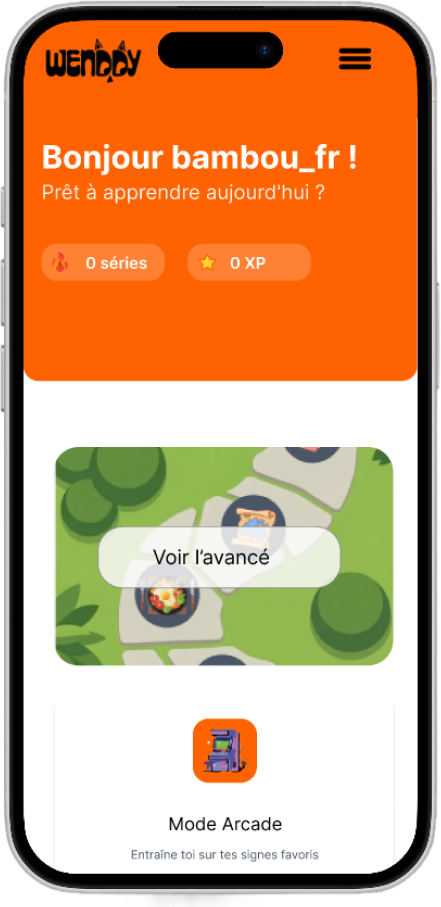 WENDDY
Bonjour bambou_fr !
Prêt à apprendre aujourd'hui ?
0 séries
0 XP
Voir l’avancé
Mode Arcade
Entraîne toi sur tes signes favoris